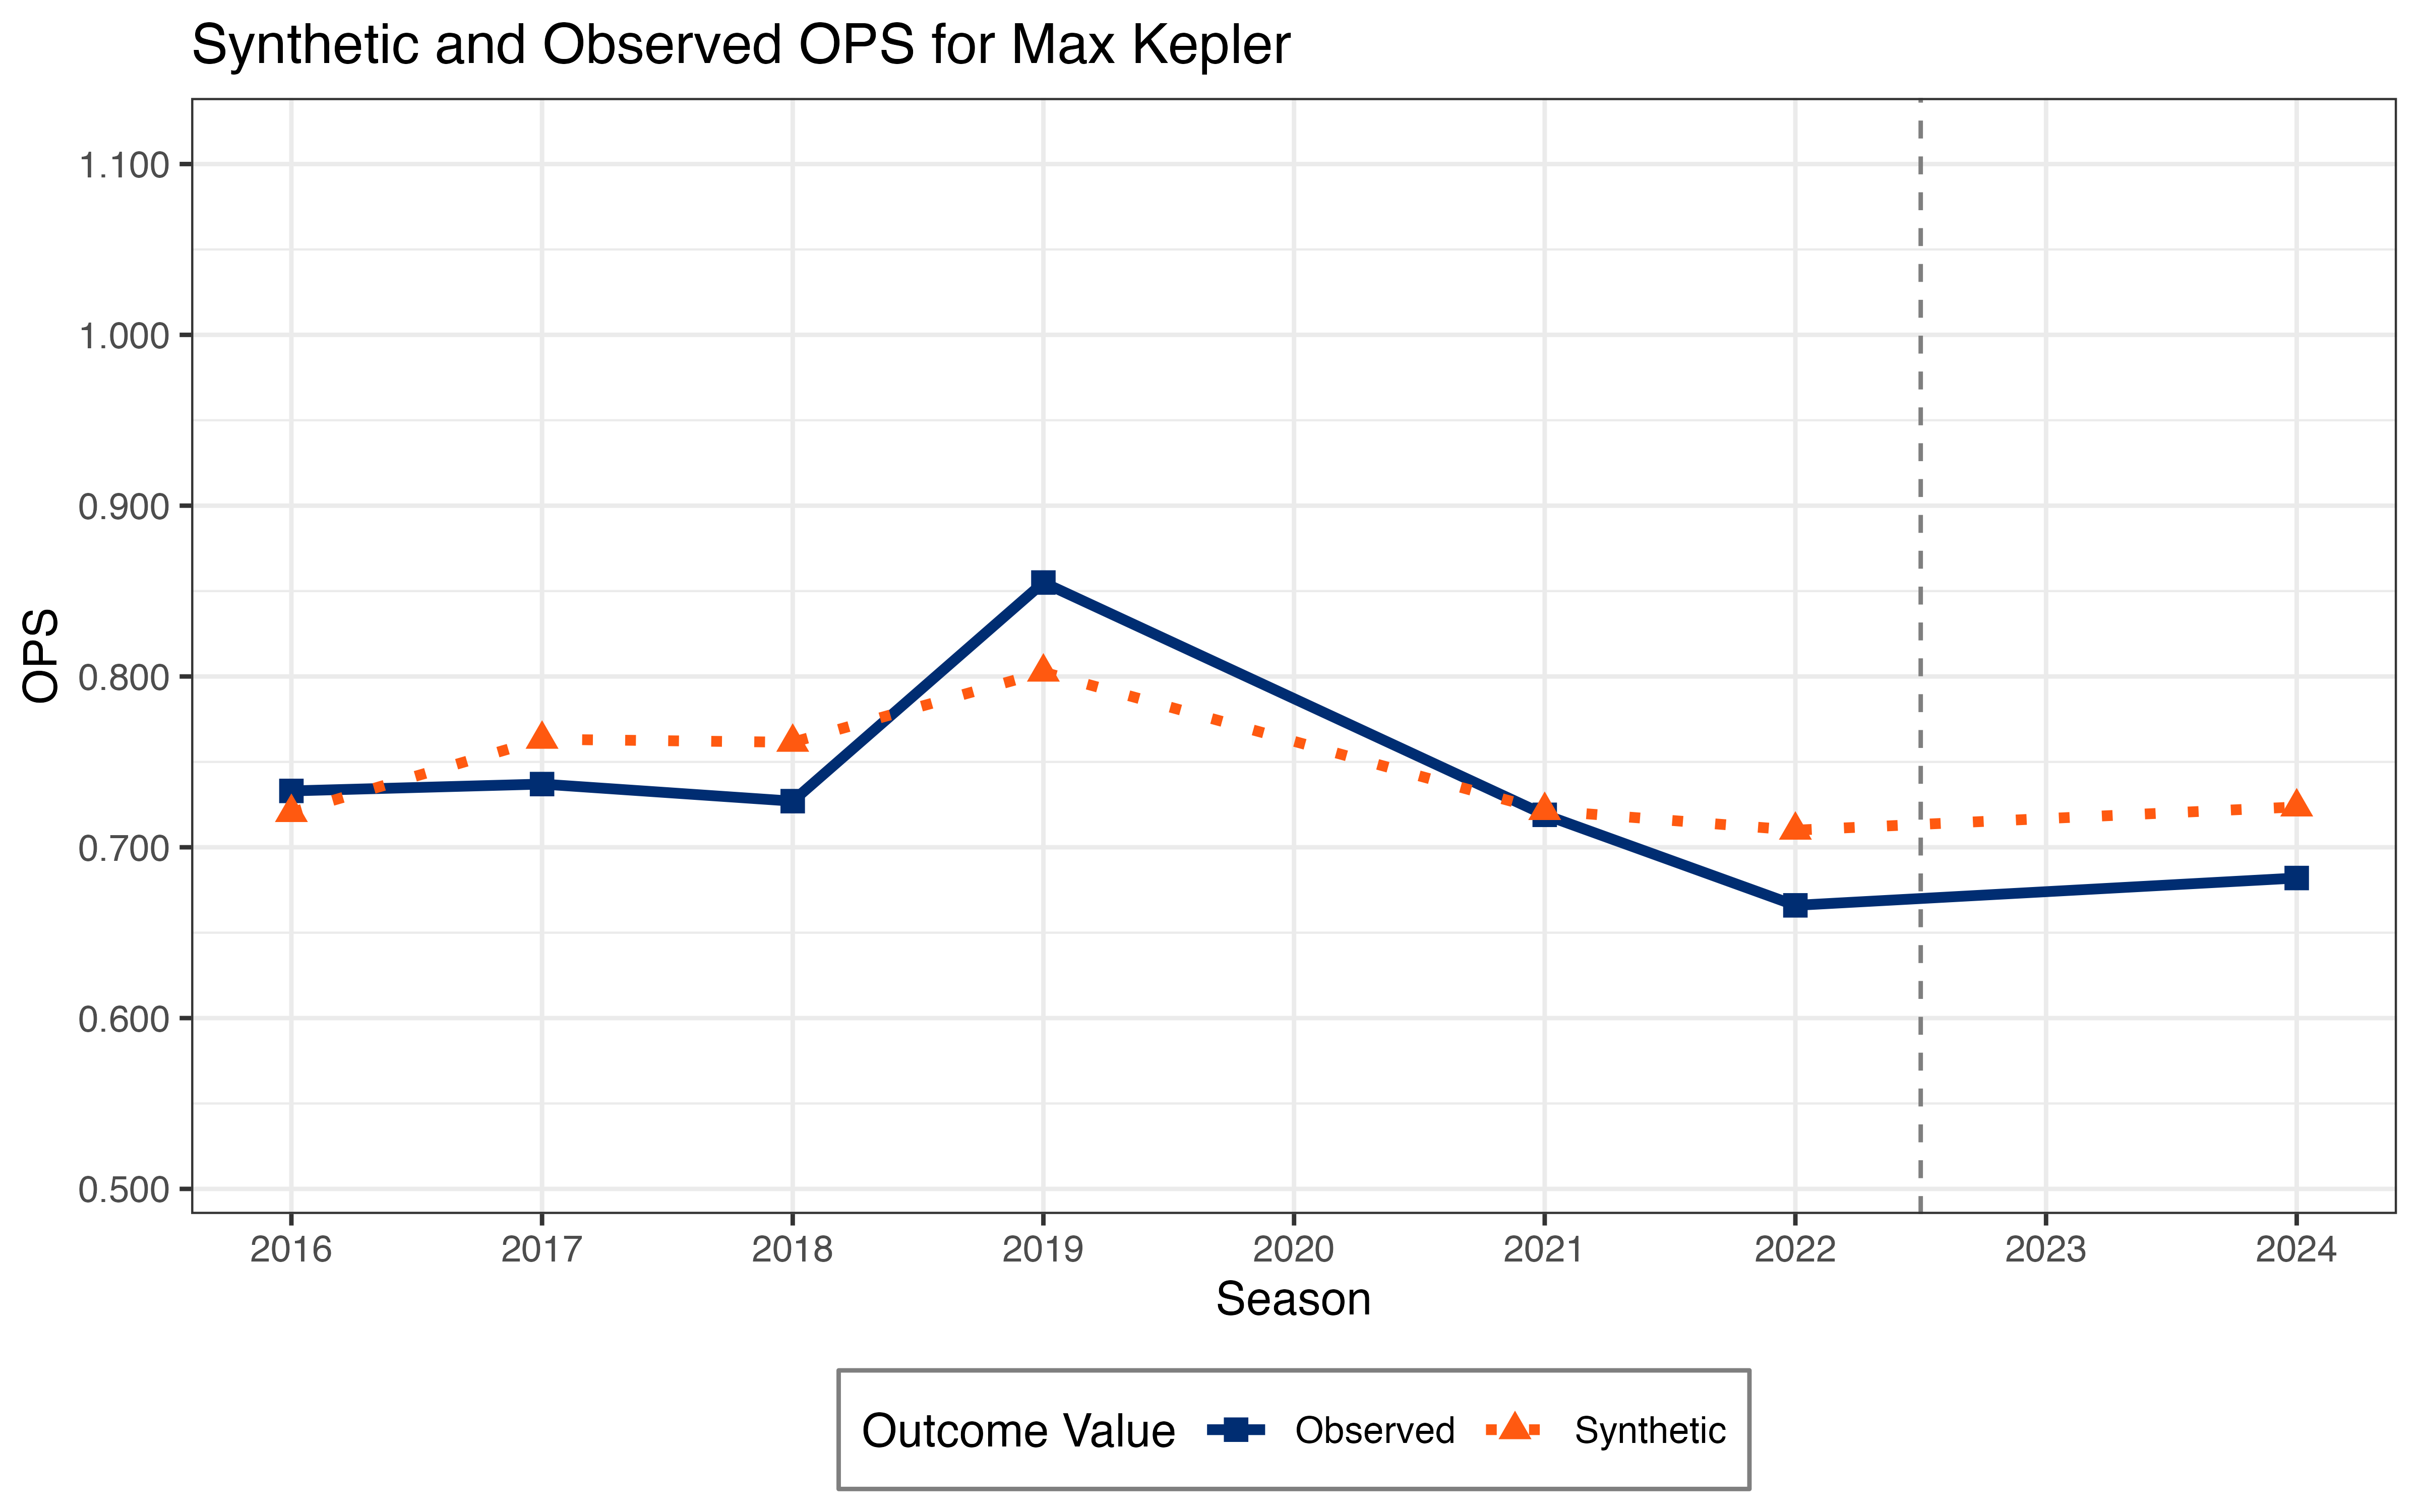 Synthetic and Observed OPS for Max Kepler
1.100
1.000
0.900
0.800
0.700
0.600
0.500
OPS
2016 2017 2018 2019 2020 2021 2022 2023 2024
Season
Outcome Value Observed Synthetic